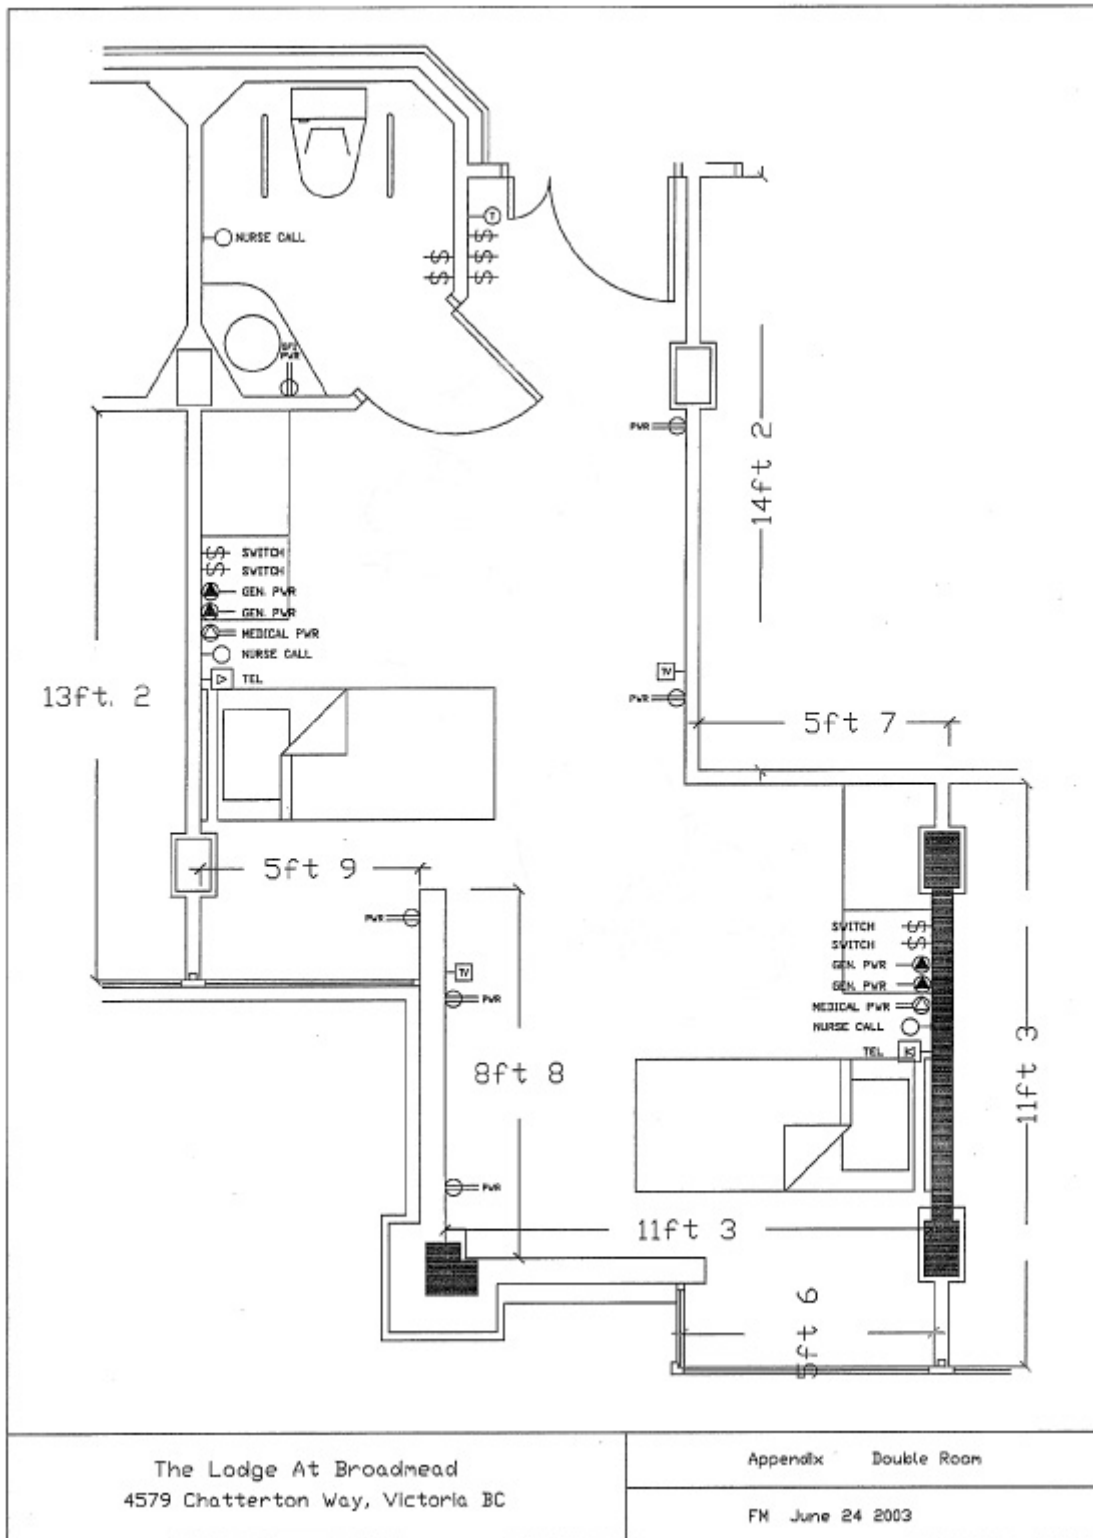 T
NURSE CALL
GFI
PWR
PWR
14ft 2
SWITCH
SWITCH
GEN. PWR
GEN. PWR
MEDICAL PWR
NURSE CALL
TEL
TV
PWR
13ft. 2
5ft 7
5ft 9
PWR
TV
PWR
SWITCH
SWITCH
GEN. PWR
GEN. PWR
MEDICAL PWR
NURSE CALL
TEL
8ft 8
11ft 3
PWR
11ft 3
5ft 6
The Lodge At Broadmead
4579 Chatterton Way, Victoria BC
Appendix Double Room
FM June 24 2003